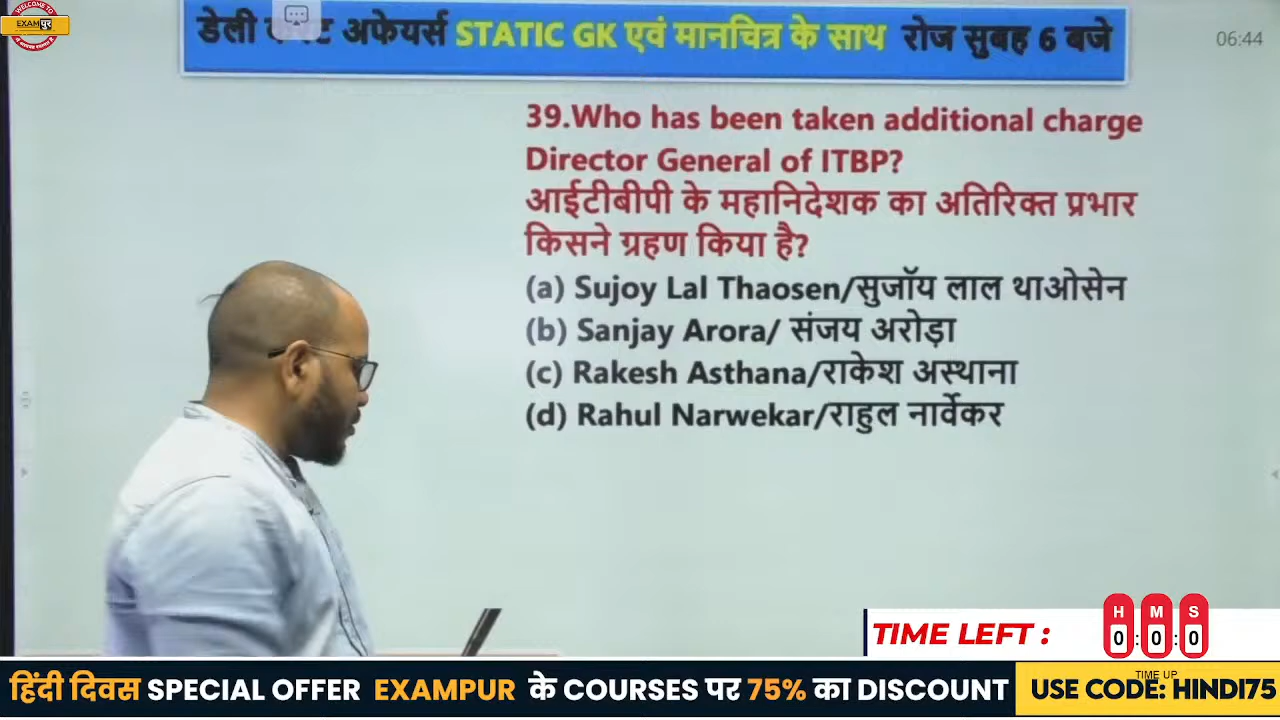 WELCOME TO
EXAMपुर
डेली अफेयर्स STATIC GK एवं मानचित्र के साथ रोज सुबह 6 बजे
06:44
39.Who has been taken additional charge
Director General of ITBP?
आईटीबीपी के महानिदेशक का अतिरिक्त प्रभार
किसने ग्रहण किया है?
(a) Sujoy Lal Thaosen/सुजॉय लाल थाओसेन
(b) Sanjay Arora/ संजय अरोड़ा
(c) Rakesh Asthana/राकेश अस्थाना
(d) Rahul Narwekar/राहुल नार्वेकर
TIME LEFT :
H M S
0:0:0
TIME UP
हिंदी दिवस SPECIAL OFFER EXAMPUR के COURSES पर 75% का DISCOUNT
USE CODE: HINDI75